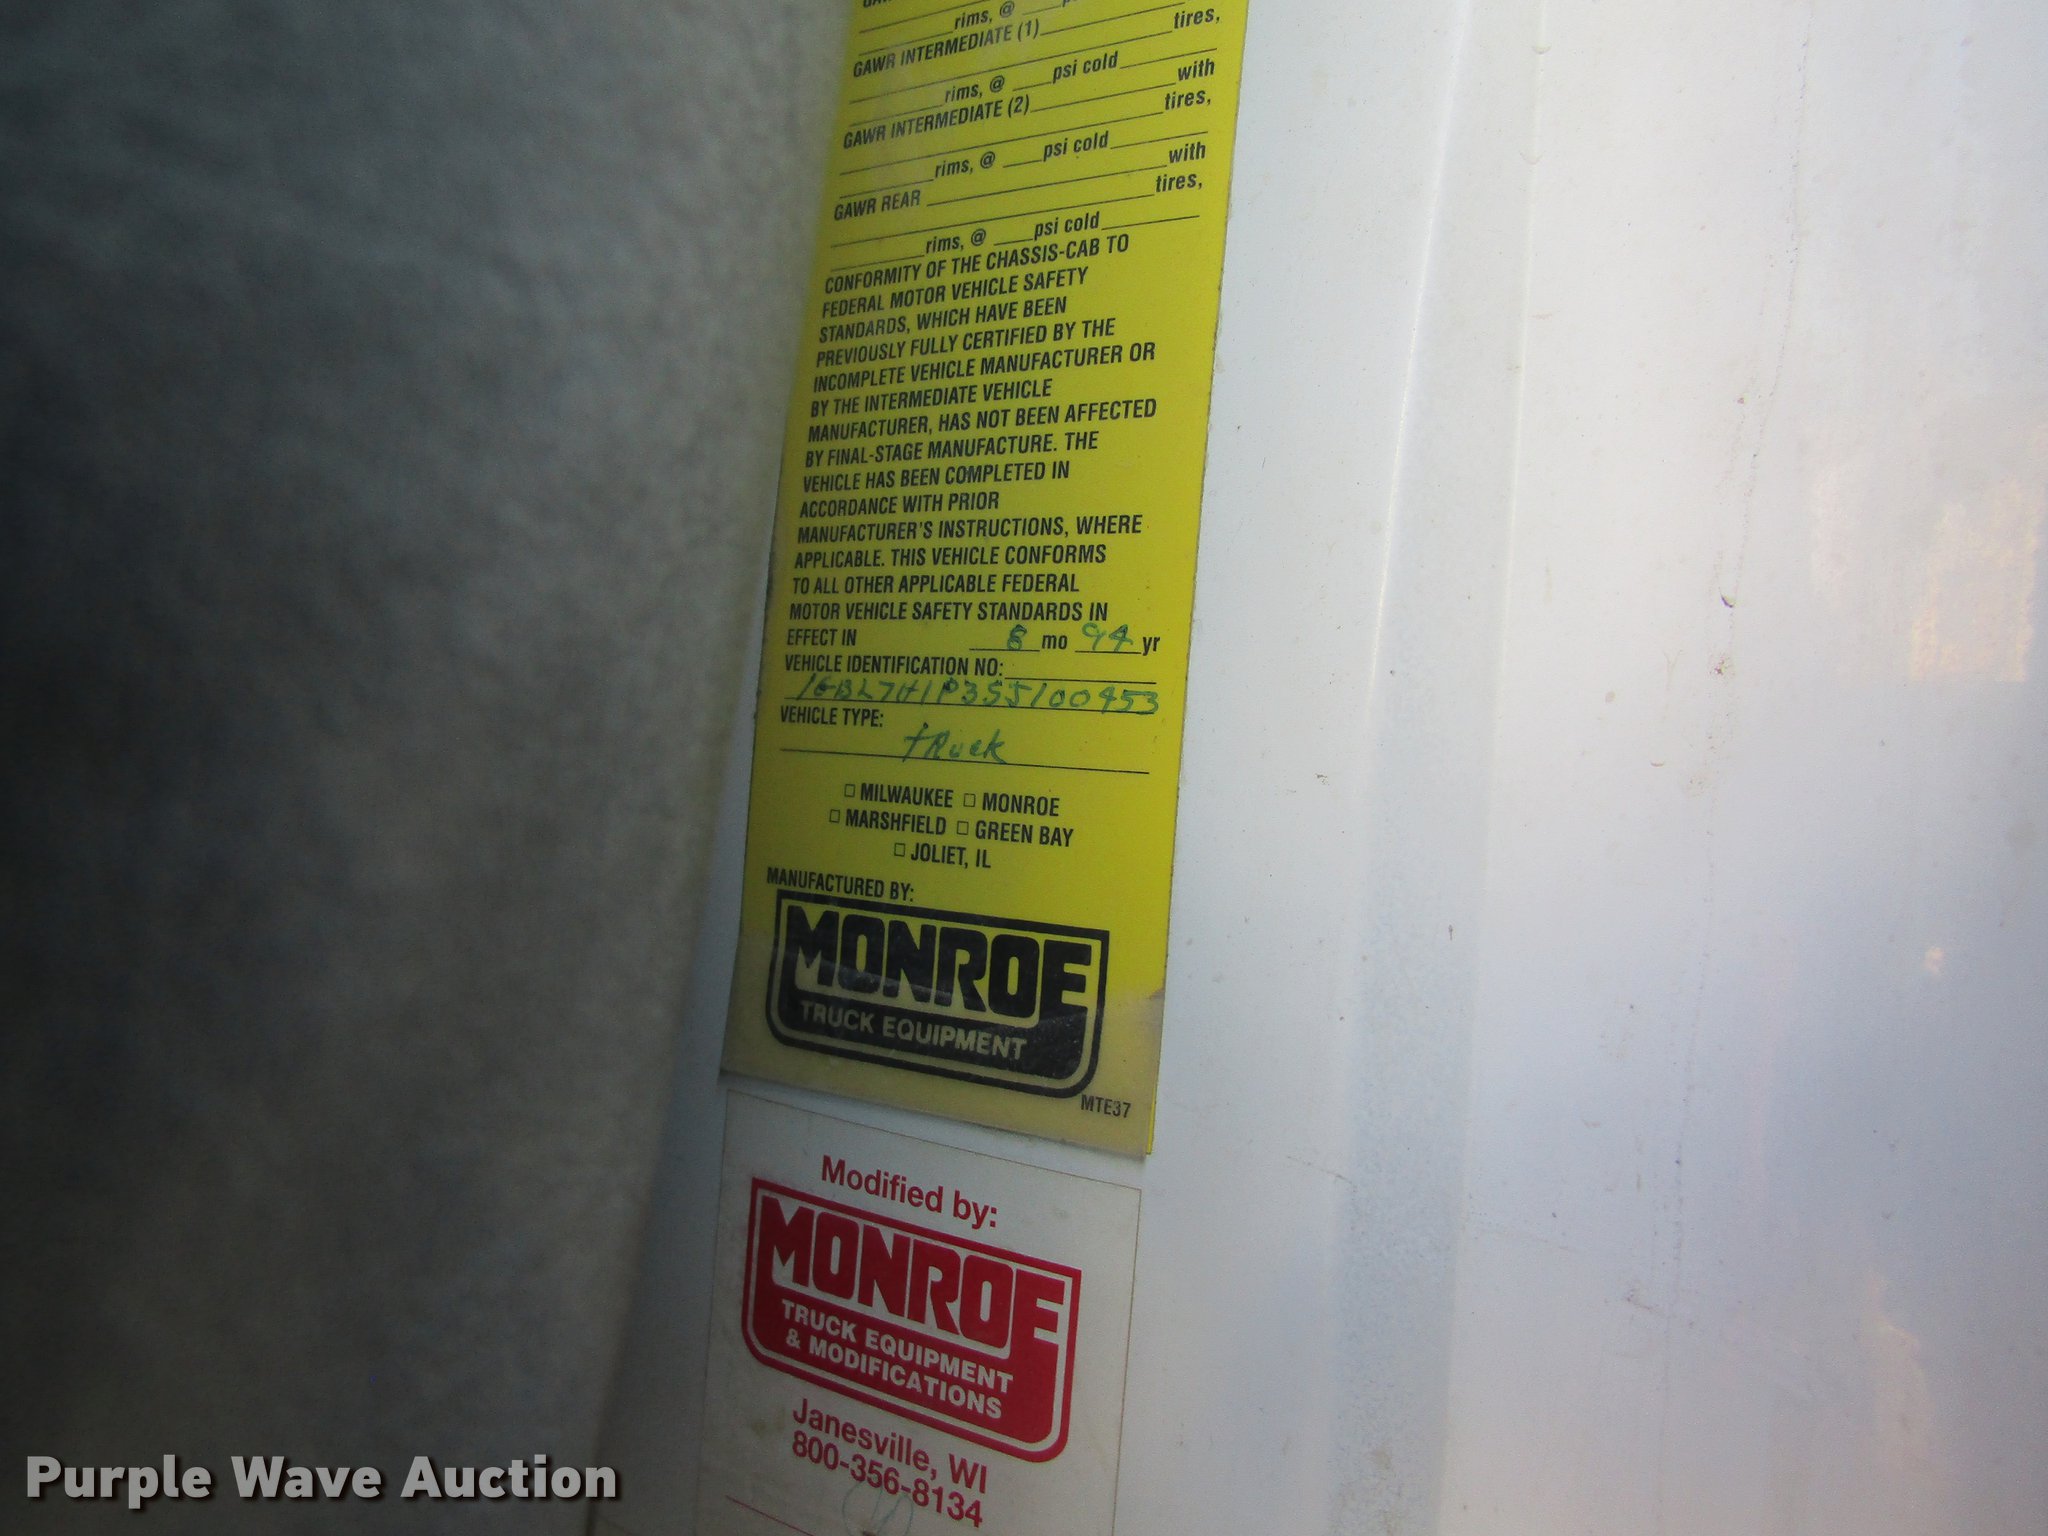 rims, @
GAWR INTERMEDIATE (1) tires,
rims, @ psi cold
GAWR INTERMEDIATE (2) with
tires,
rims, @ psi cold
GAWR REAR with
tires,
rims, @ psi cold
CONFORMITY OF THE CHASSIS-CAB TO
FEDERAL MOTOR VEHICLE SAFETY
STANDARDS, WHICH HAVE BEEN
PREVIOUSLY FULLY CERTIFIED BY THE
INCOMPLETE VEHICLE MANUFACTURER OR
BY THE INTERMEDIATE VEHICLE
MANUFACTURER, HAS NOT BEEN AFFECTED
BY FINAL-STAGE MANUFACTURE. THE
VEHICLE HAS BEEN COMPLETED IN
ACCORDANCE WITH PRIOR
MANUFACTURER'S INSTRUCTIONS, WHERE
APPLICABLE. THIS VEHICLE CONFORMS
TO ALL OTHER APPLICABLE FEDERAL
MOTOR VEHICLE SAFETY STANDARDS IN
EFFECT IN 8 mo 94 yr
VEHICLE IDENTIFICATION NO:
1GBL7H1P3SJ100453
VEHICLE TYPE:
truck
□ MILWAUKEE □ MONROE
□ MARSHFIELD □ GREEN BAY
□ JOLIET, IL
MANUFACTURED BY:
MONROE
TRUCK EQUIPMENT
MTE37
Modified by:
MONROE
TRUCK EQUIPMENT
& MODIFICATIONS
Janesville, WI
800-356-8134
Purple Wave Auction